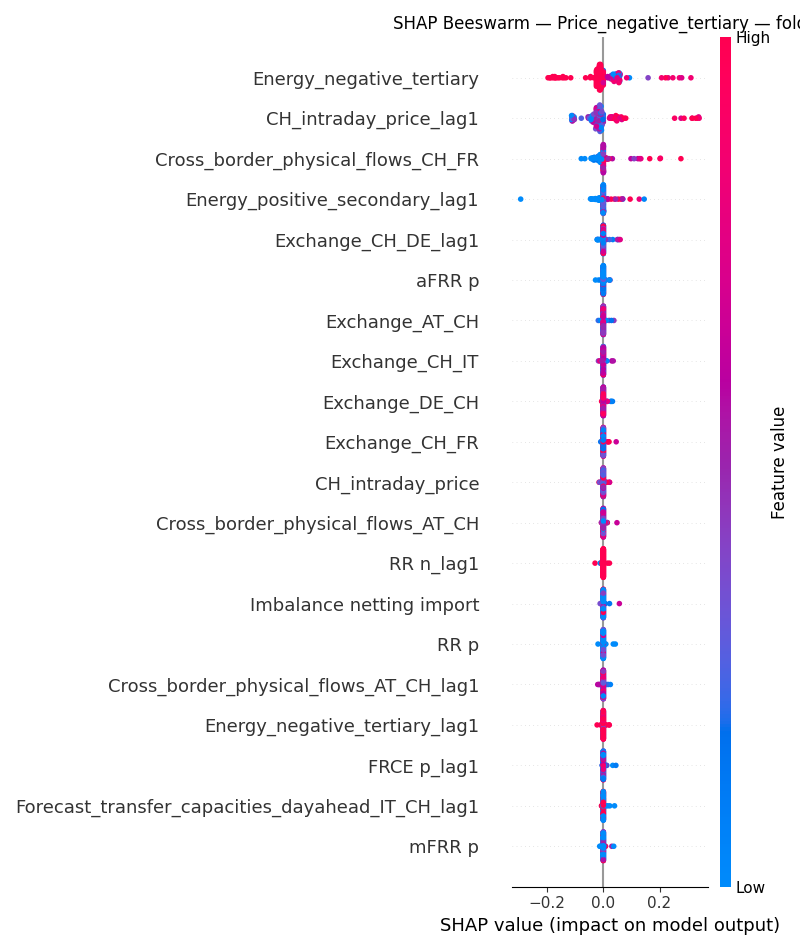 SHAP Beeswarm — Price_negative_tertiary — fol
High
Energy_negative_tertiary
CH_intraday_price_lag1
Cross_border_physical_flows_CH_FR
Energy_positive_secondary_lag1
Exchange_CH_DE_lag1
aFRR p
Exchange_AT_CH
Exchange_CH_IT
Exchange_DE_CH
Exchange_CH_FR
CH_intraday_price
Cross_border_physical_flows_AT_CH
RR n_lag1
Imbalance netting import
RR p
Cross_border_physical_flows_AT_CH_lag1
Energy_negative_tertiary_lag1
FRCE p_lag1
Forecast_transfer_capacities_dayahead_IT_CH_lag1
mFRR p
Feature value
Low
−0.2 0.0 0.2
SHAP value (impact on model output)